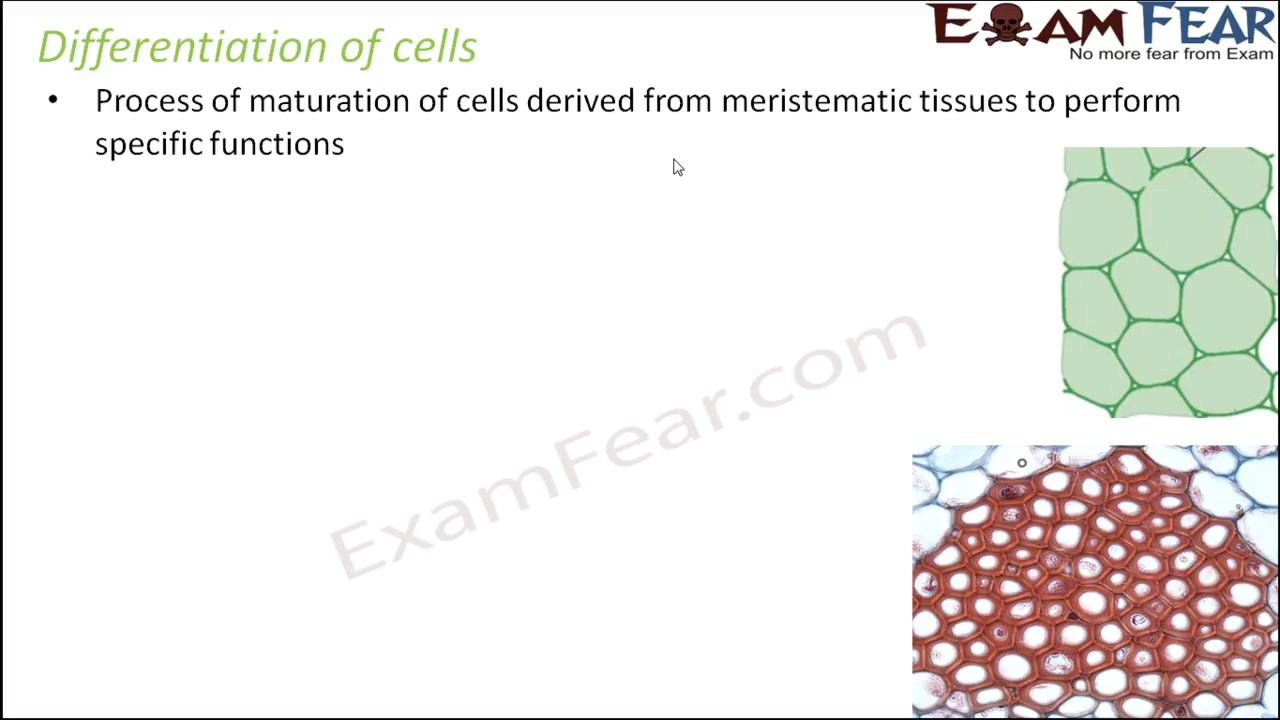 Differentiation of cells
EXAM FEAR
No more fear from Exam
• Process of maturation of cells derived from meristematic tissues to perform
specific functions
ExamFear.com